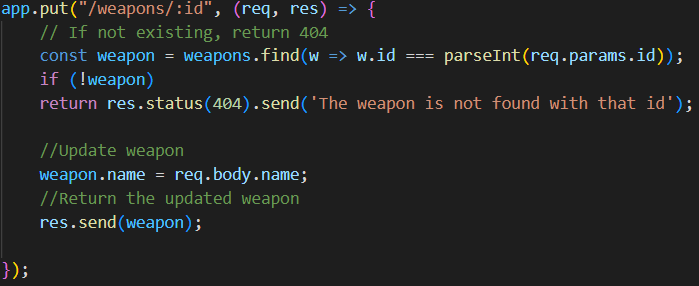 app.put("/weapons/:id", (req, res) => {
// If not existing, return 404
const weapon = weapons.find(w => w.id === parseInt(req.params.id));
if (!weapon)
return res.status(404).send('The weapon is not found with that id');
//Update weapon
weapon.name = req.body.name;
//Return the updated weapon
res.send(weapon);
});